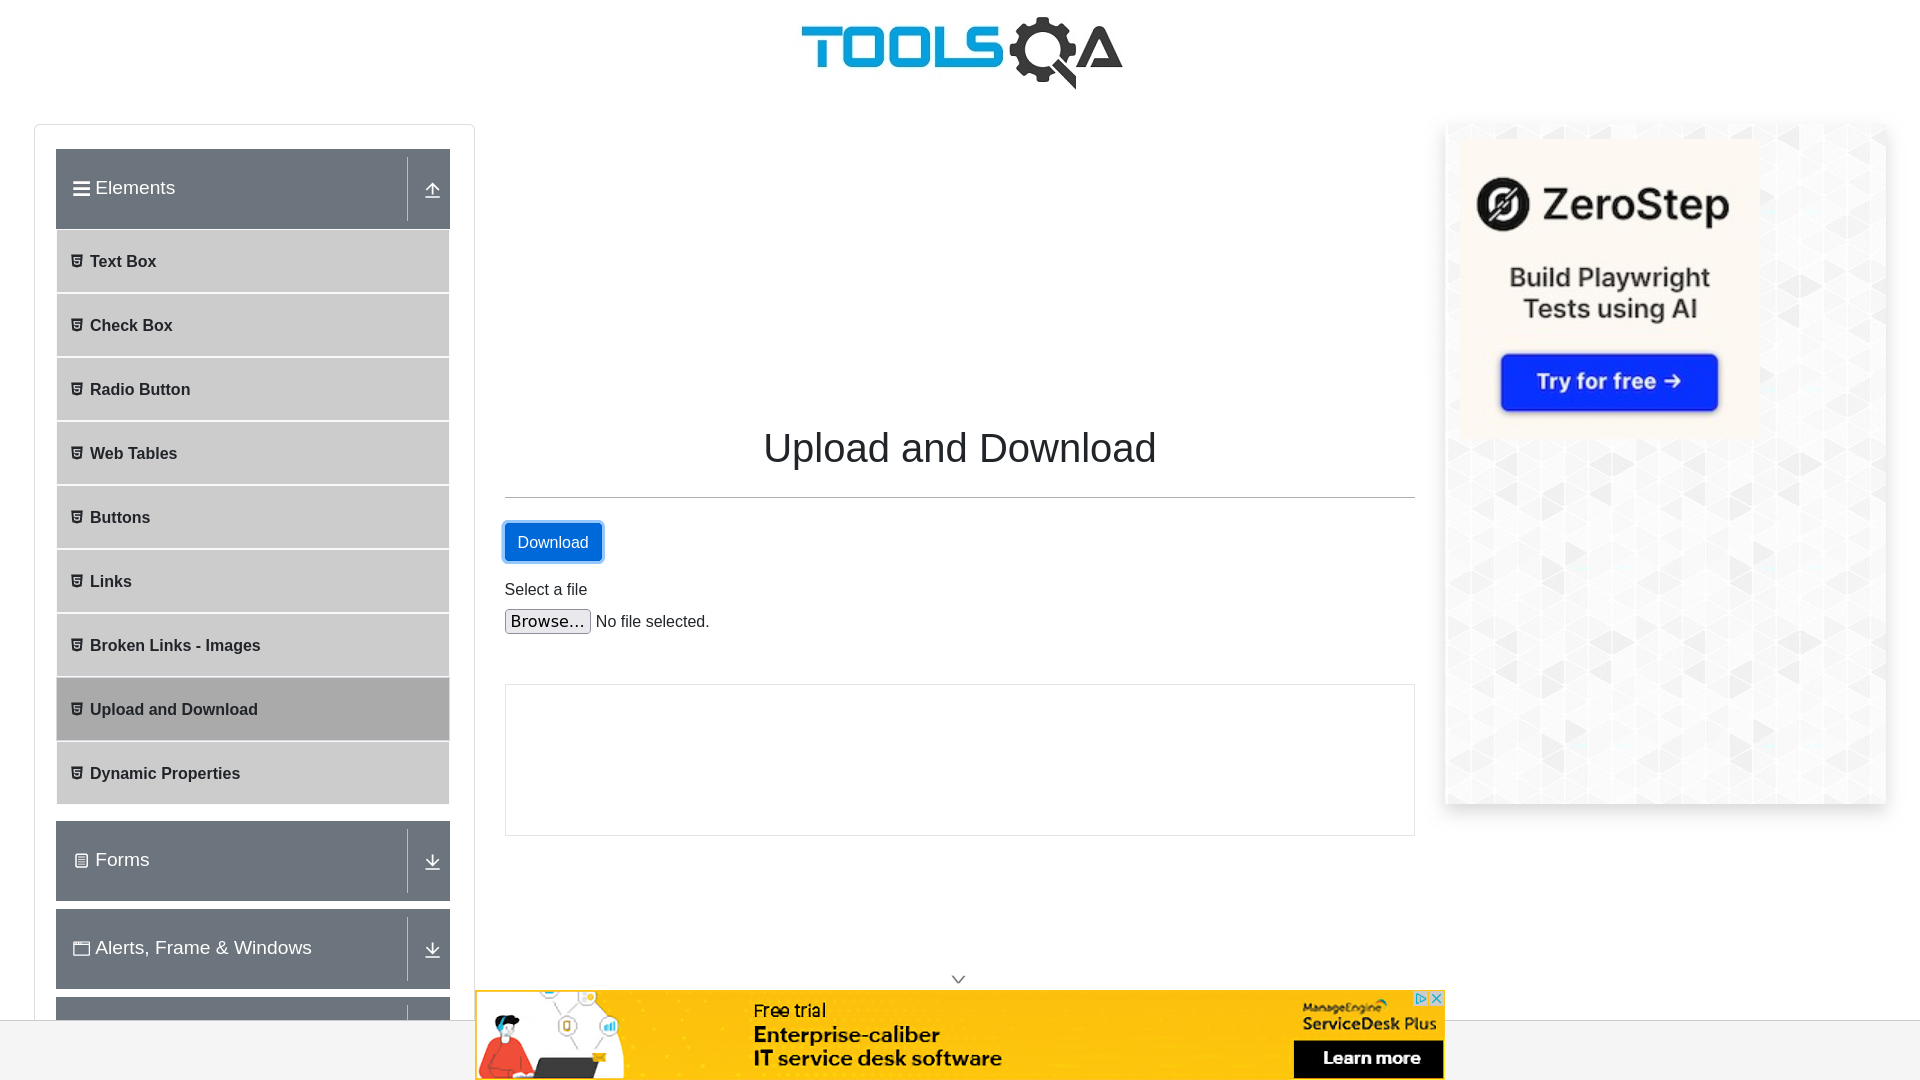 TOOLSQA
Elements
Text Box
Check Box
Radio Button
Web Tables
Buttons
Links
Broken Links - Images
Upload and Download
Dynamic Properties
Forms
Alerts, Frame & Windows
Upload and Download
Download
Select a file
Browse... No file selected.
ZeroStep
Build Playwright
Tests using AI
Try for free →
Free trial
Enterprise-caliber
IT service desk software
ManageEngine
ServiceDesk Plus
Learn more